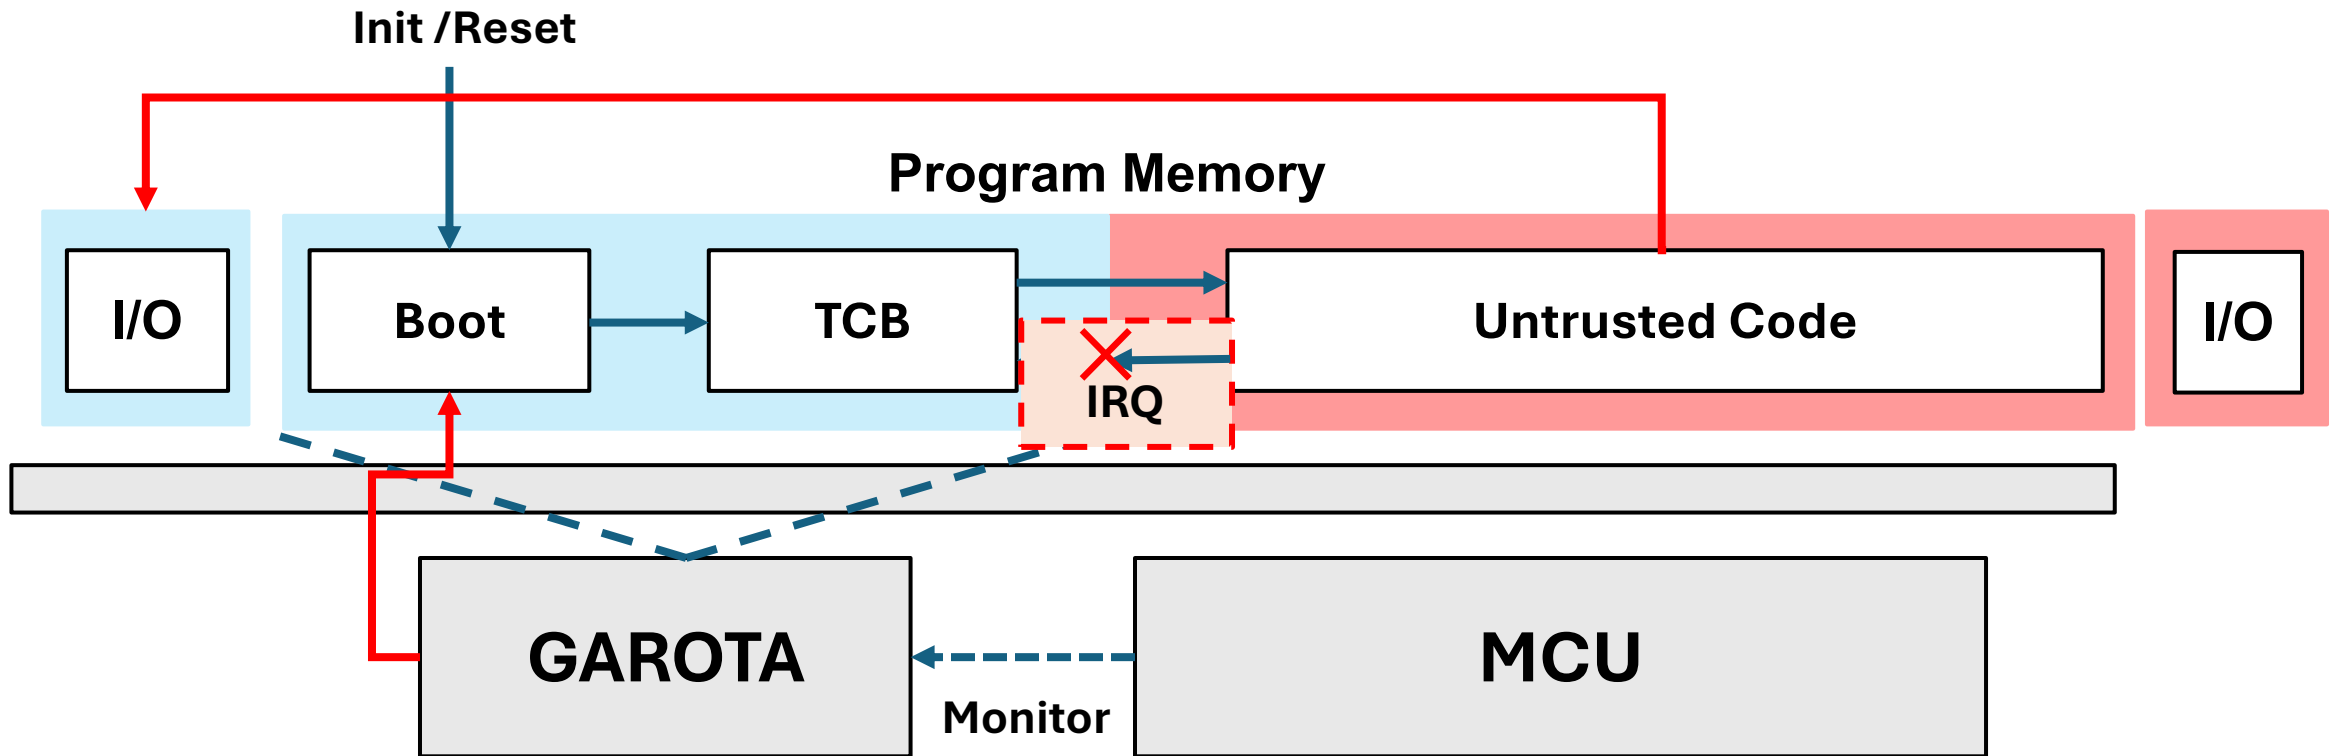 Init /Reset
Program Memory
I/O
Boot
TCB
Untrusted Code
I/O
IRQ
GAROTA
MCU
Monitor